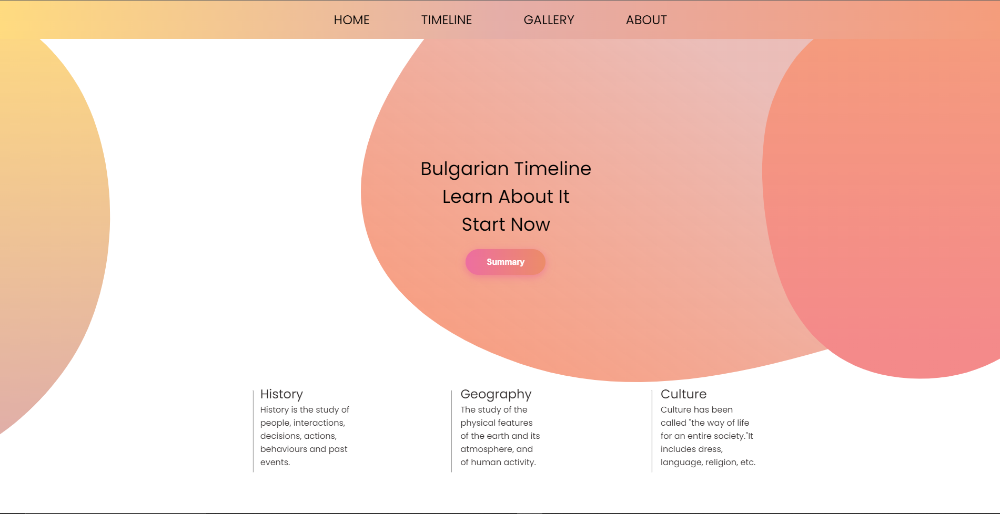 HOME TIMELINE GALLERY ABOUT
Bulgarian Timeline
Learn About It
Start Now
Summary
History
History is the study of
people, interactions,
decisions, actions,
behaviours and past
events.
Geography
The study of the
physical features
of the earth and its
atmosphere, and
of human activity.
Culture
Culture has been
called "the way of life
for an entire society."It
includes dress,
language, religion, etc.